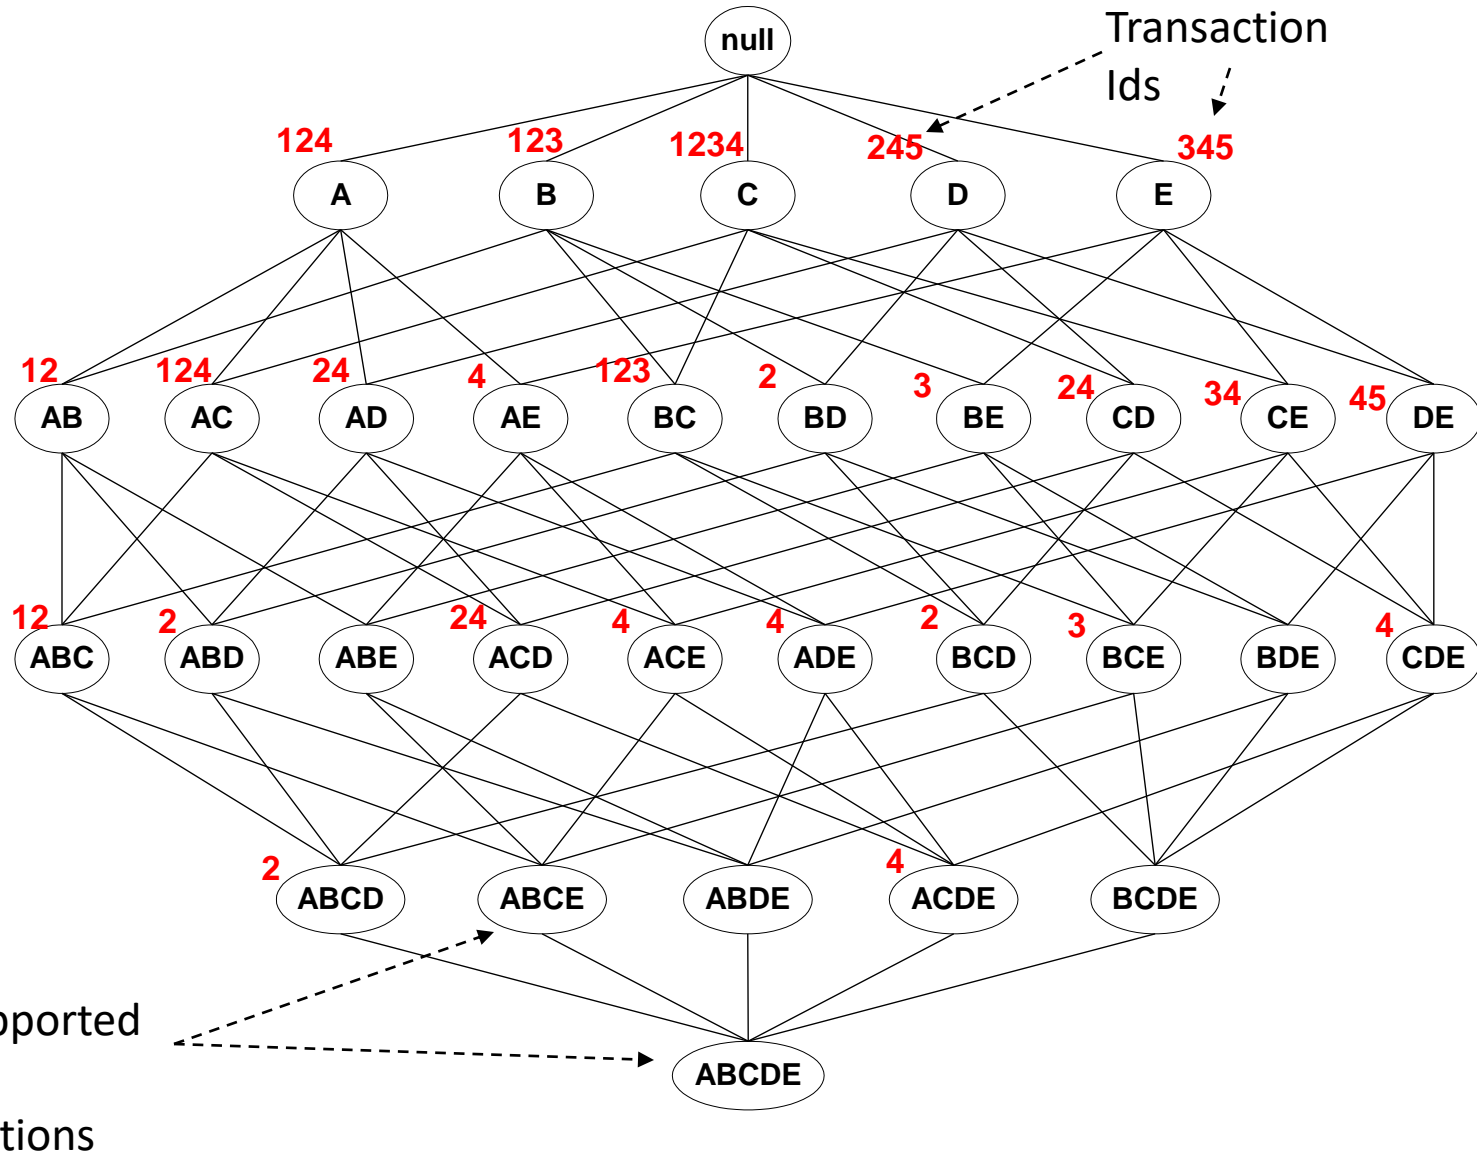 null
Transaction
Ids
124 123 1234 245 345
A B C D E
12 124 24 4 123 2 3 24 34 45
AB AC AD AE BC BD BE CD CE DE
12 2 24 4 4 2 3 4
ABC ABD ABE ACD ACE ADE BCD BCE BDE CDE
2 4
ABCD ABCE ABDE ACDE BCDE
pported
ABCDE
tions